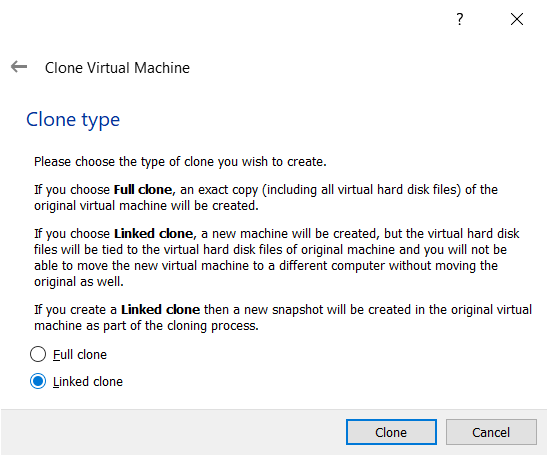 ?
Clone Virtual Machine
Clone type
Please choose the type of clone you wish to create.
If you choose Full clone, an exact copy (including all virtual hard disk files) of the
original virtual machine will be created.
If you choose Linked clone, a new machine will be created, but the virtual hard disk
files will be tied to the virtual hard disk files of original machine and you will not be
able to move the new virtual machine to a different computer without moving the
original as well.
If you create a Linked clone then a new snapshot will be created in the original virtual
machine as part of the cloning process.
Full clone
Linked clone
Clone
Cancel